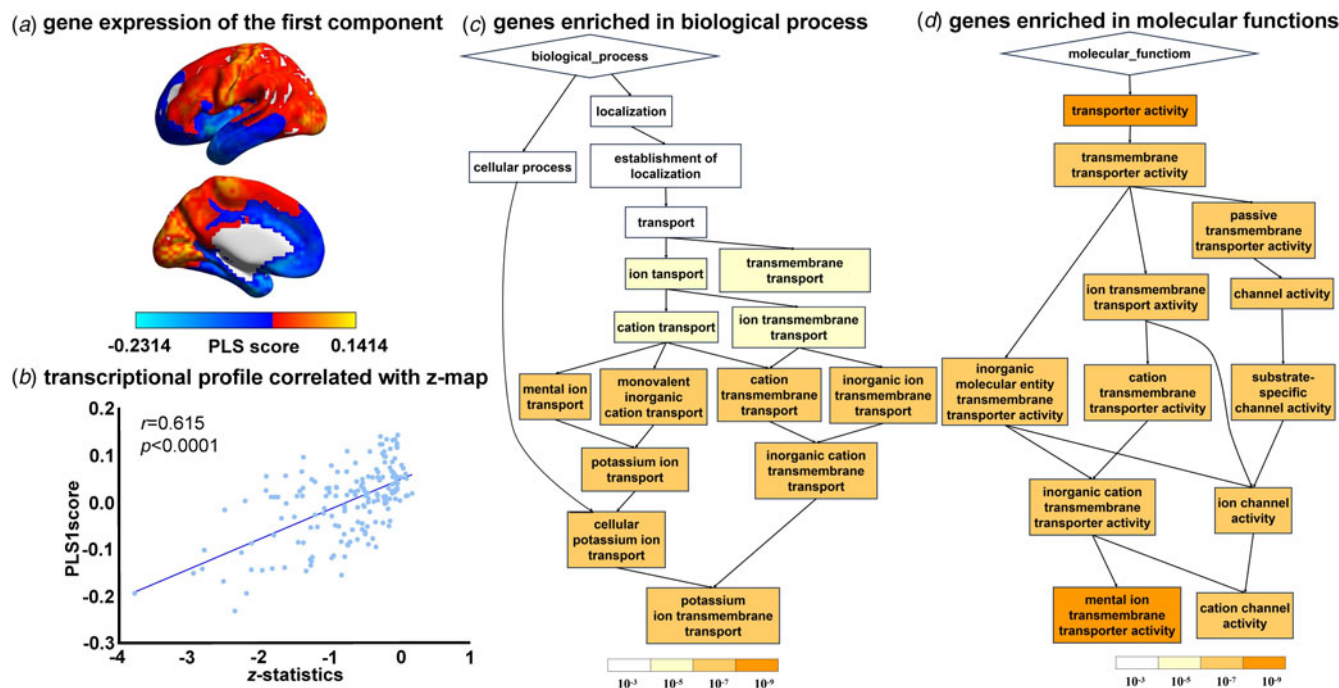 (a) gene expression of the first component
-0.2314 PLS score 0.1414
(b) transcriptional profile correlated with z-map
r=0.615
p<0.0001
PLS1score
0.2
0.1
0.0
-0.1
-0.2
-0.3
-4 -3 -2 -1 0 1
z-statistics
(c) genes enriched in biological process
biological_process
localization
cellular process
establishment of
localization
transport
ion tansport
transmembrane
transport
cation transport
ion transmembrane
transport
mental ion
transport
monovalent
inorganic
cation transport
cation
transmembrane
transport
inorganic ion
transmembrane
transport
potassium ion
transport
inorganic cation
transmembrane
transport
cellular
potassium ion
transport
potassium
ion transmembrane
transport
10⁻³ 10⁻⁵ 10⁻⁷ 10⁻⁹
(d) genes enriched in molecular functions
molecular_functiom
transporter activity
transmembrane
transporter activity
passive
transmembrane
transporter activity
ion transmembrane
transport axtivity
channel activity
inorganic
molecular entity
transmembrane
transporter activity
cation
transmembrane
transporter activity
substrate-
specific
channel activity
inorganic cation
transmembrane
transporter activity
ion channel
activity
mental ion
transmembrane
transporter activity
cation channel
activity
10⁻³ 10⁻⁵ 10⁻⁷ 10⁻⁹